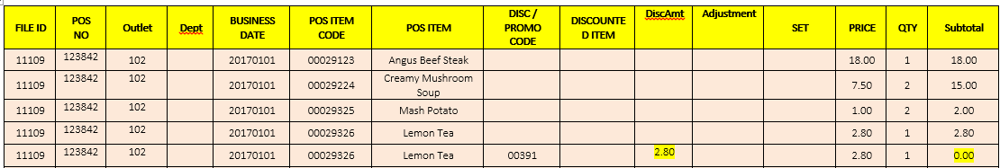 FILE ID POS NO Outlet Dept BUSINESS DATE POS ITEM CODE POS ITEM DISC / PROMO CODE DISCOUNTE D ITEM DiscAmt Adjustment SET PRICE QTY Subtotal
11109 123842 102 20170101 00029123 Angus Beef Steak 18.00 1 18.00
11109 123842 102 20170101 00029224 Creamy Mushroom Soup 7.50 2 15.00
11109 123842 102 20170101 00029325 Mash Potato 1.00 2 2.00
11109 123842 102 20170101 00029326 Lemon Tea 2.80 1 2.80
11109 123842 102 20170101 00029326 Lemon Tea 00391 2.80 2.80 1 0.00